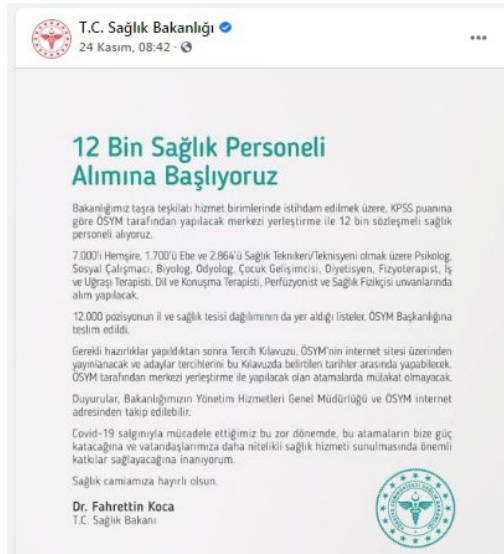 T.C. Sağlık Bakanlığı
24 Kasım, 08:42 ·
12 Bin Sağlık Personeli
Alımına Başlıyoruz
Bakanlığımız taşra teşkilatı hizmet birimlerinde istihdam edilmek üzere, KPSS puanına
göre ÖSYM tarafından yapılacak merkezi yerleştirme ile 12 bin sözleşmeli sağlık
personeli alıyoruz.
7.000'i Hemşire, 1.700'ü Ebe ve 2.864'ü Sağlık Teknikeri/Teknisyeni olmak üzere Psikolog,
Sosyal Çalışmacı, Biyolog, Odyolog, Çocuk Gelişimcisi, Diyetisyen, Fizyoterapist, İş
ve Uğraşı Terapisti, Dil ve Konuşma Terapisti, Perfüzyonist ve Sağlık Fizikçisi unvanlarında
alım yapılacak.
12.000 pozisyonun il ve sağlık tesisi dağılımının da yer aldığı listeler, ÖSYM Başkanlığına
teslim edildi.
Gerekli hazırlıklar yapıldıktan sonra Tercih Kılavuzu, ÖSYM'nin internet sitesi üzerinden
yayınlanacak ve adaylar tercihlerini bu Kılavuzda belirtilen tarihler arasında yapabilecek.
ÖSYM tarafından merkezi yerleştirme ile yapılacak olan atamalarda mülakat olmayacak.
Duyurular, Bakanlığımızın Yönetim Hizmetleri Genel Müdürlüğü ve ÖSYM internet
adresinden takip edilebilir.
Covid-19 salgınıyla mücadele ettiğimiz bu zor dönemde, bu atamaların bize güç
katacağına ve vatandaşlarımıza daha nitelikli sağlık hizmeti sunulmasında önemli
katkılar sağlayacağına inanıyorum.
Sağlık camiamıza hayırlı olsun.
Dr. Fahrettin Koca
T.C. Sağlık Bakanı